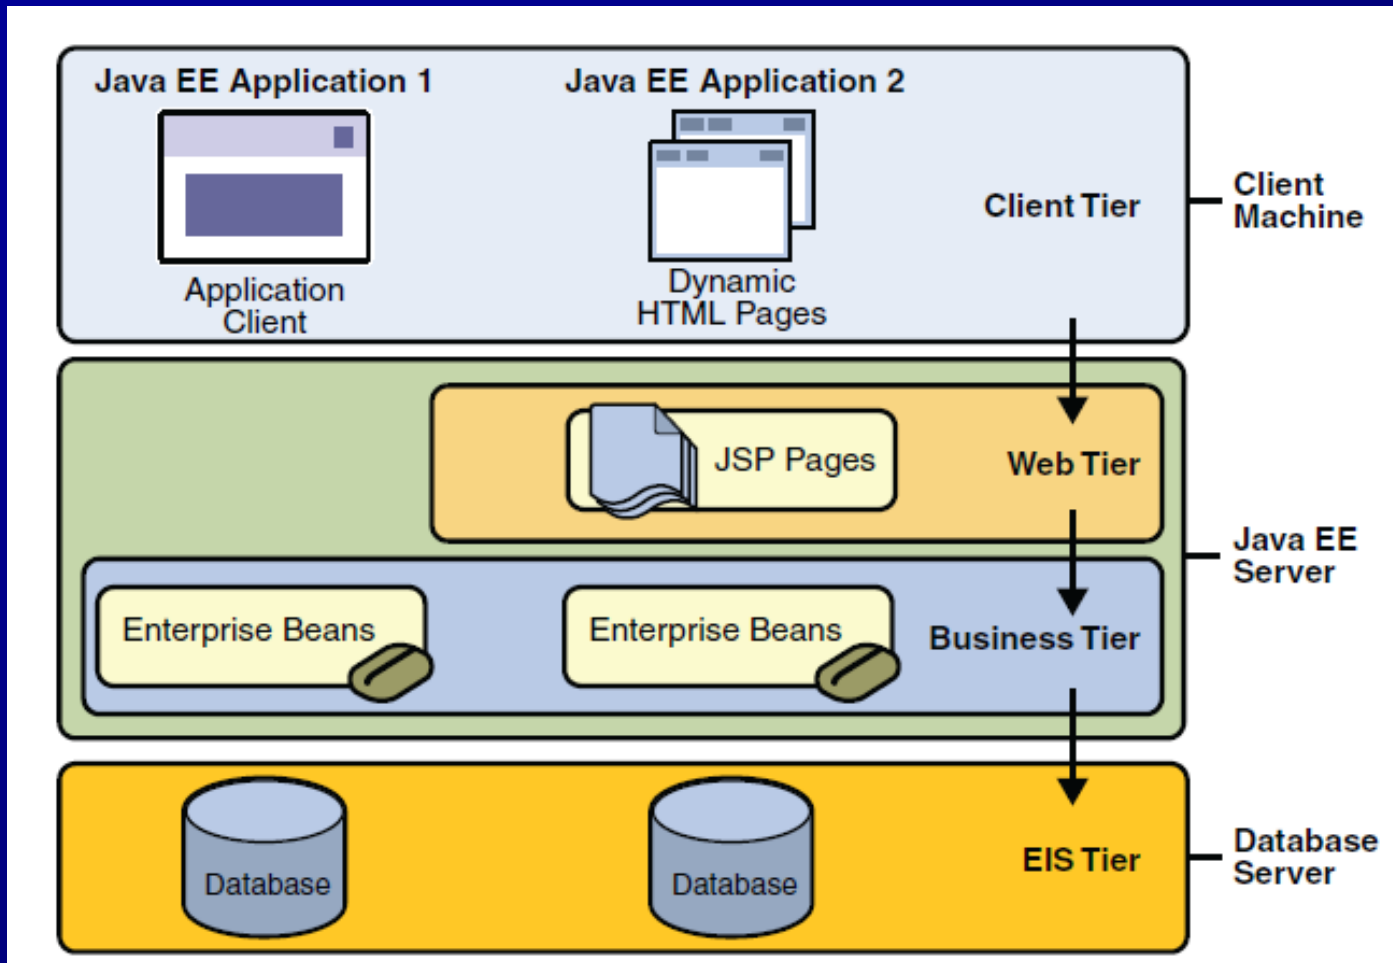 Java EE Application 1
Java EE Application 2
Application
Client
Dynamic
HTML Pages
Client Tier
Client
Machine
JSP Pages
Web Tier
Java EE
Server
Enterprise Beans
Enterprise Beans
Business Tier
Database
Database
EIS Tier
Database
Server